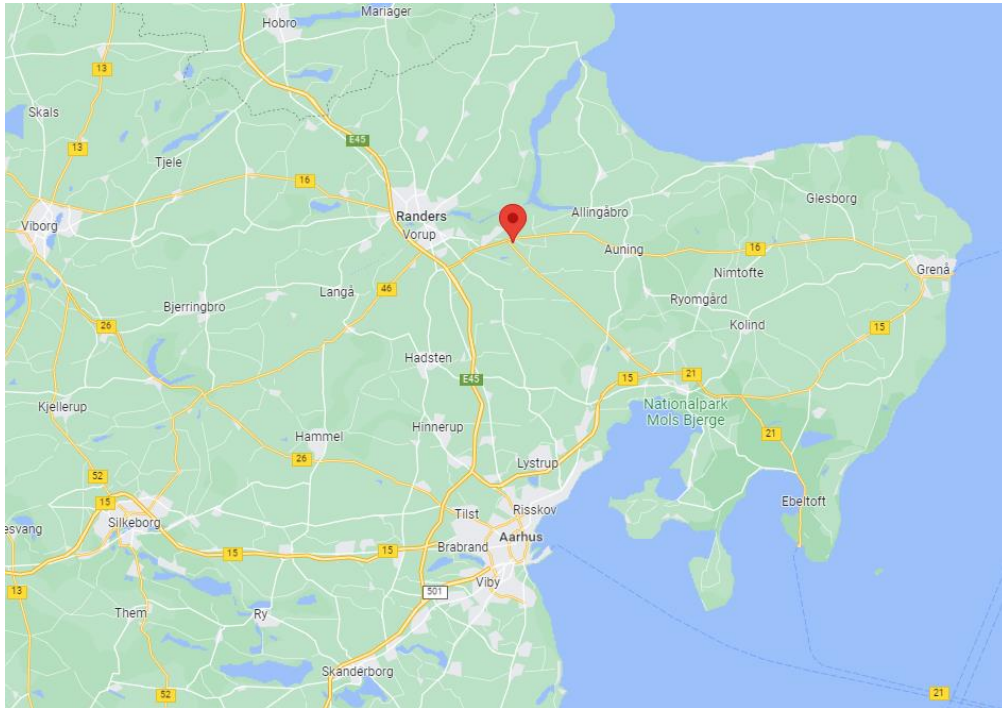 Mariager
Hobro
13
Skals
E45
13
Tjele
16
Glesborg
Allingåbro
Randers
Viborg
Vorup
Auning
16
Grenå
Nimtofte
46
Langå
Ryomgård
Bjerringbro
Kolind
26
15
Hadsten
E45
15
21
Nationalpark
Mols Bjerge
Kjellerup
Hinnerup
Hammel
21
26
Lystrup
52
15
Ebeltoft
Tilst
Risskov
Silkeborg
esvang
Aarhus
Brabrand
15
15
Viby
13
501
Them
Ry
Skanderborg
52
21